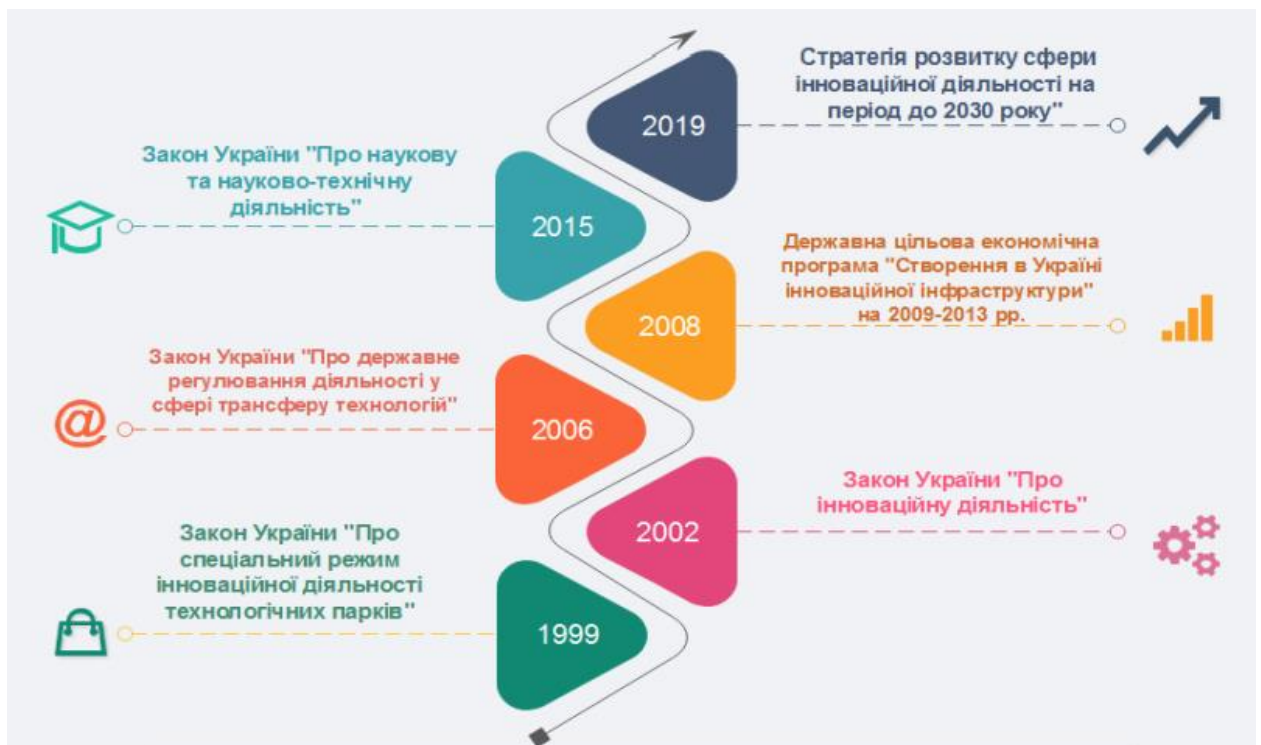 Стратегія розвитку сфери
інноваційної діяльності на
період до 2030 року"
2019
Закон України "Про наукову
та науково-технічну
діяльність"
2015
Державна цільова економічна
програма "Створення в Україні
інноваційної інфраструктури"
на 2009-2013 рр.
2008
Закон України "Про державне
регулювання діяльності у
сфері трансферу технологій"
@
2006
Закон України "Про
інноваційну діяльність"
2002
Закон України "Про
спеціальний режим
інноваційної діяльності
технологічних парків"
1999